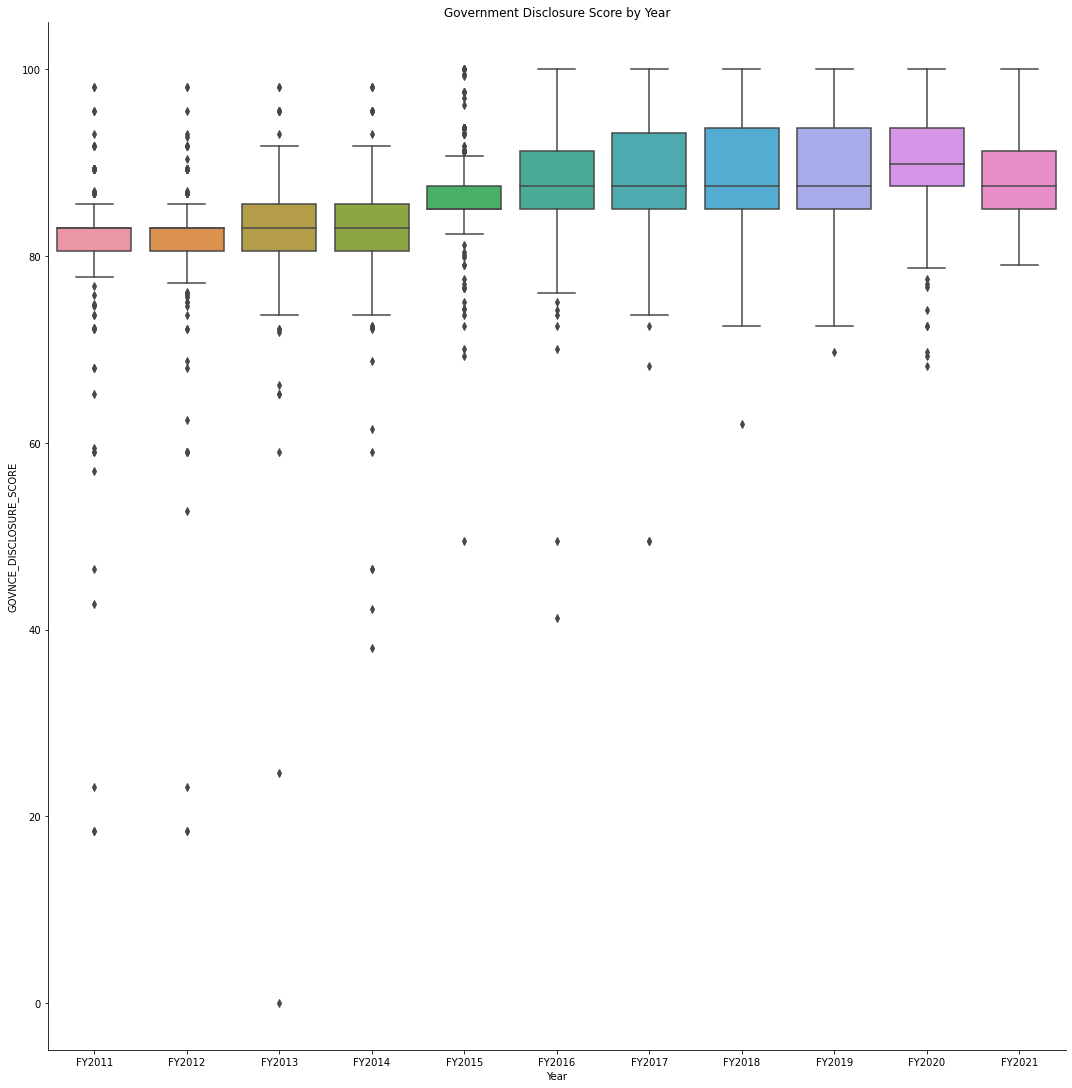 Government Disclosure Score by Year
GOVNCE_DISCLOSURE_SCORE
100
80
60
40
20
0
FY2011 FY2012 FY2013 FY2014 FY2015 FY2016 FY2017 FY2018 FY2019 FY2020 FY2021
Year